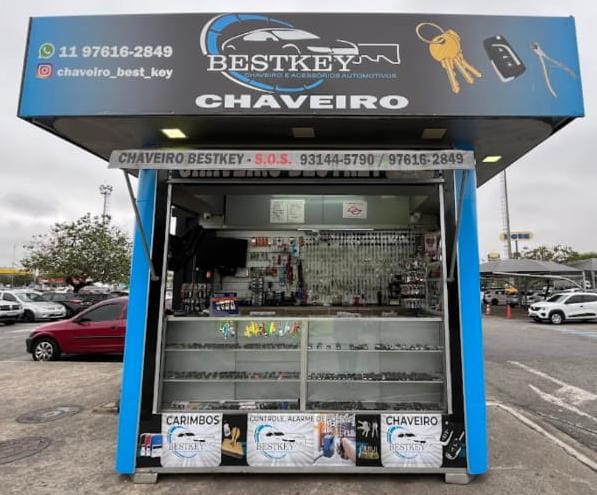 11 97616-2849
chaveiro_best_key
BESTKEY
CHAVEIRO E ACESSÓRIOS AUTOMOTIVOS
CHAVEIRO
CHAVEIRO BESTKEY - S.O.S. 93144-5790 / 97616-2849
CARIMBOS
BESTKEY
CONTROLE, ALARME DE
BESTKEY
CHAVEIRO
BESTKEY